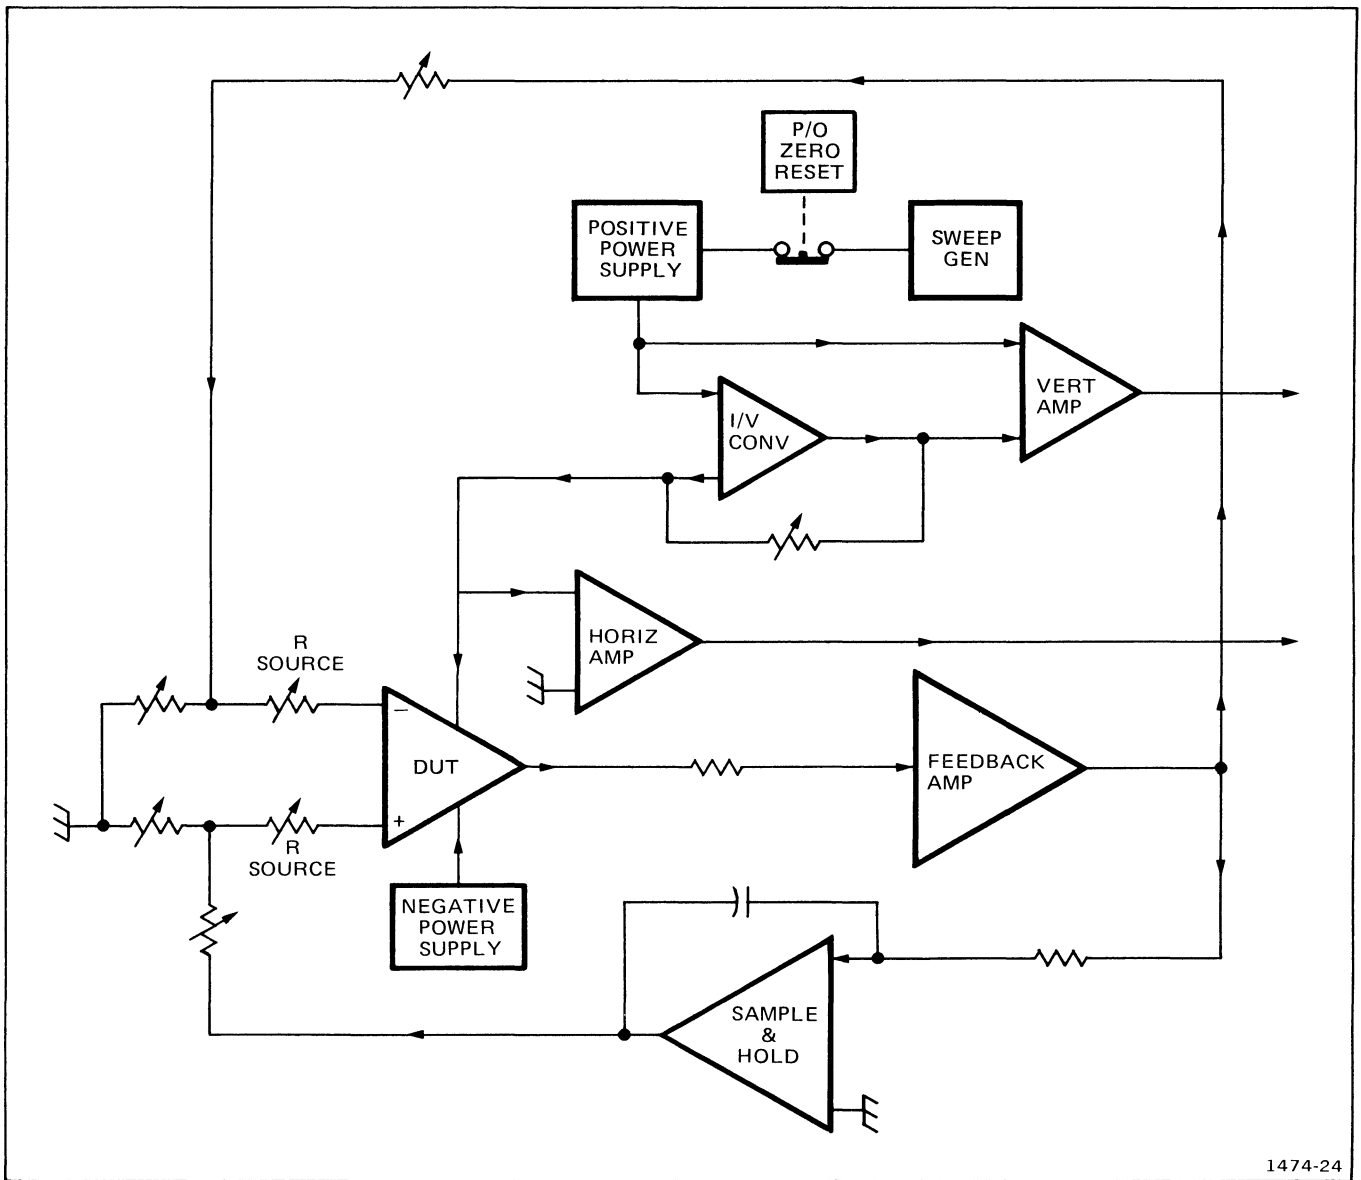 P/O
ZERO
RESET
POSITIVE
POWER
SUPPLY
SWEEP
GEN
VERT
AMP
I/V
CONV
HORIZ
AMP
R
SOURCE
−
DUT
+
FEEDBACK
AMP
R
SOURCE
NEGATIVE
POWER
SUPPLY
SAMPLE
&
HOLD
1474-24